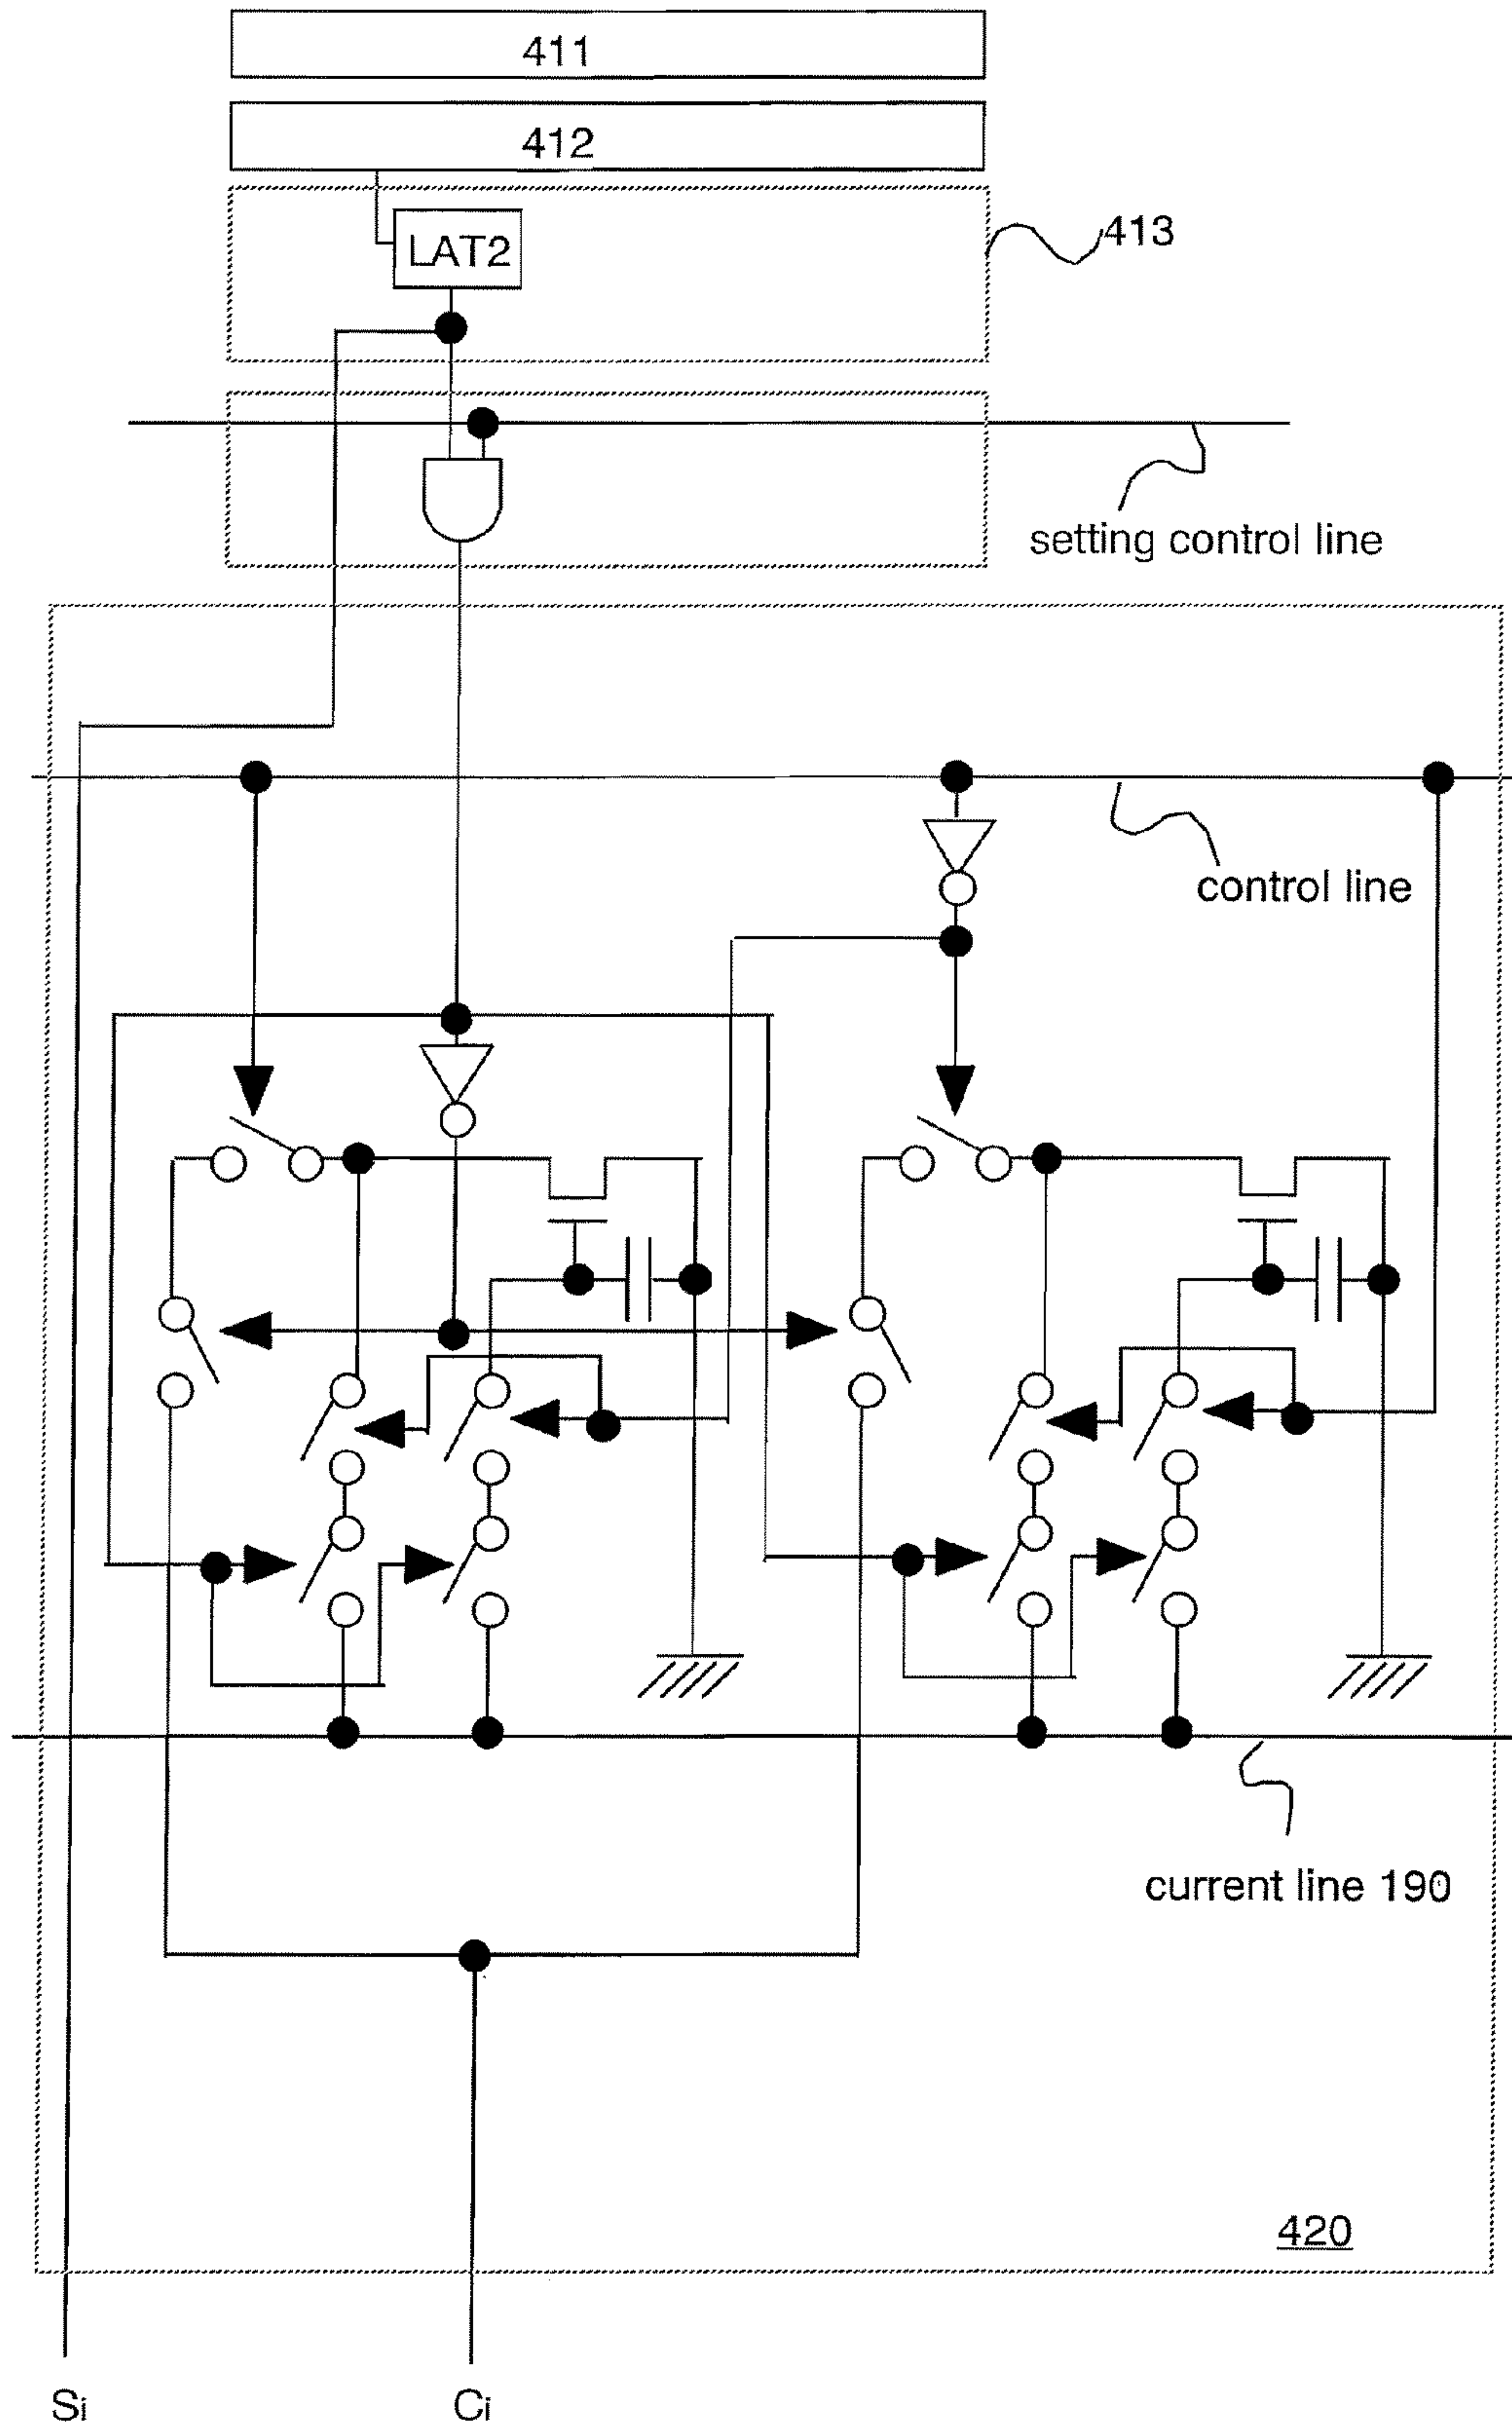 411
412
LAT2
413
setting control line
control line
current line 190
420
Si
Ci